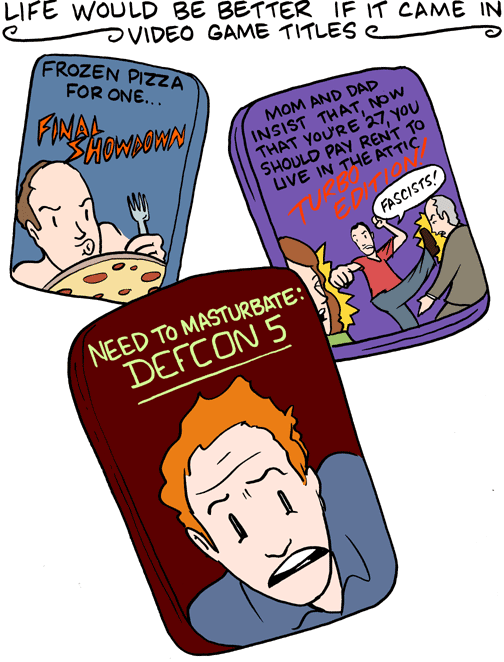 LIFE WOULD BE BETTER IF IT CAME IN
VIDEO GAME TITLES
FROZEN PIZZA
FOR ONE...
FINAL
SHOWDOWN
MOM AND DAD
INSIST THAT, NOW
THAT YOU'RE 27, YOU
SHOULD PAY RENT TO
LIVE IN THE ATTIC
TURBO
EDITION!
FASCISTS!
NEED TO MASTURBATE:
DEFCON 5